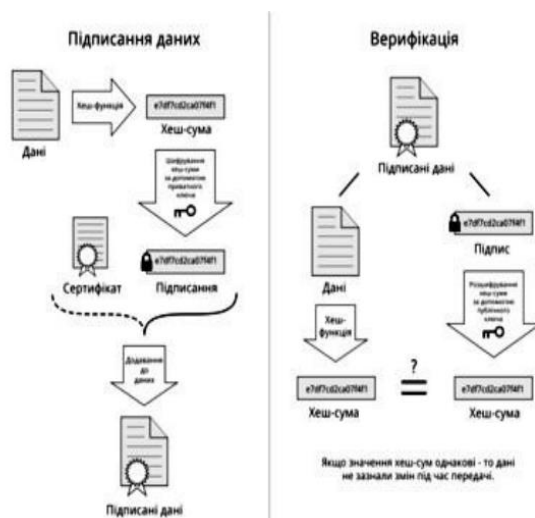 Підписання даних
Дані
Хеш-функція
e7df7cd2ca07f4f1
Хеш-сума
Шифрування
хеш-суми
за допомогою
приватного
ключа
Сертифікат
e7df7cd2ca07f4f1
Підписання
Додавання
до
даних
Підписані дані
Верифікація
Підписані дані
Дані
e7df7cd2ca07f4f1
Підпис
Хеш-
функція
Розшифрування
хеш-суми
за допомогою
публічного
ключа
e7df7cd2ca07f4f1
Хеш-сума
?
=
e7df7cd2ca07f4f1
Хеш-сума
Якщо значення хеш-сум однакові - то дані
не зазнали змін під час передачі.